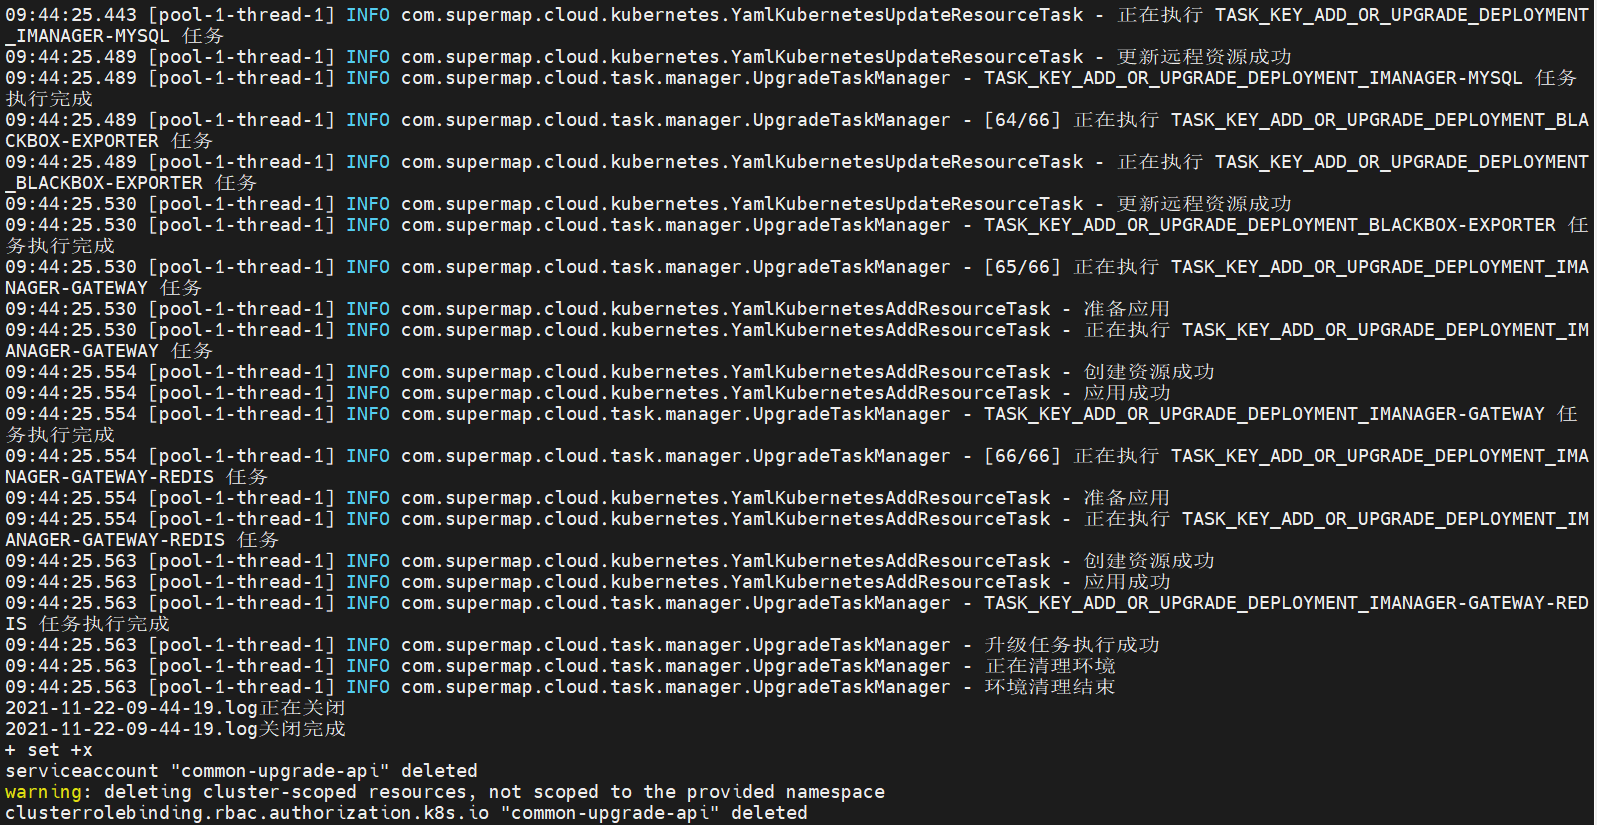 09:44:25.443 [pool-1-thread-1] INFO com.supermap.cloud.kubernetes.YamlKubernetesUpdateResourceTask - 正在执行 TASK_KEY_ADD_OR_UPGRADE_DEPLOYMENT
_IMANAGER-MYSQL 任务
09:44:25.489 [pool-1-thread-1] INFO com.supermap.cloud.kubernetes.YamlKubernetesUpdateResourceTask - 更新远程资源成功
09:44:25.489 [pool-1-thread-1] INFO com.supermap.cloud.task.manager.UpgradeTaskManager - TASK_KEY_ADD_OR_UPGRADE_DEPLOYMENT_IMANAGER-MYSQL 任务
执行完成
09:44:25.489 [pool-1-thread-1] INFO com.supermap.cloud.task.manager.UpgradeTaskManager - [64/66] 正在执行 TASK_KEY_ADD_OR_UPGRADE_DEPLOYMENT_BLA
CKBOX-EXPORTER 任务
09:44:25.489 [pool-1-thread-1] INFO com.supermap.cloud.kubernetes.YamlKubernetesUpdateResourceTask - 正在执行 TASK_KEY_ADD_OR_UPGRADE_DEPLOYMENT
_BLACKBOX-EXPORTER 任务
09:44:25.530 [pool-1-thread-1] INFO com.supermap.cloud.kubernetes.YamlKubernetesUpdateResourceTask - 更新远程资源成功
09:44:25.530 [pool-1-thread-1] INFO com.supermap.cloud.task.manager.UpgradeTaskManager - TASK_KEY_ADD_OR_UPGRADE_DEPLOYMENT_BLACKBOX-EXPORTER 任
务执行完成
09:44:25.530 [pool-1-thread-1] INFO com.supermap.cloud.task.manager.UpgradeTaskManager - [65/66] 正在执行 TASK_KEY_ADD_OR_UPGRADE_DEPLOYMENT_IMA
NAGER-GATEWAY 任务
09:44:25.530 [pool-1-thread-1] INFO com.supermap.cloud.kubernetes.YamlKubernetesAddResourceTask - 准备应用
09:44:25.530 [pool-1-thread-1] INFO com.supermap.cloud.kubernetes.YamlKubernetesAddResourceTask - 正在执行 TASK_KEY_ADD_OR_UPGRADE_DEPLOYMENT_IM
ANAGER-GATEWAY 任务
09:44:25.554 [pool-1-thread-1] INFO com.supermap.cloud.kubernetes.YamlKubernetesAddResourceTask - 创建资源成功
09:44:25.554 [pool-1-thread-1] INFO com.supermap.cloud.kubernetes.YamlKubernetesAddResourceTask - 应用成功
09:44:25.554 [pool-1-thread-1] INFO com.supermap.cloud.task.manager.UpgradeTaskManager - TASK_KEY_ADD_OR_UPGRADE_DEPLOYMENT_IMANAGER-GATEWAY 任
务执行完成
09:44:25.554 [pool-1-thread-1] INFO com.supermap.cloud.task.manager.UpgradeTaskManager - [66/66] 正在执行 TASK_KEY_ADD_OR_UPGRADE_DEPLOYMENT_IMA
NAGER-GATEWAY-REDIS 任务
09:44:25.554 [pool-1-thread-1] INFO com.supermap.cloud.kubernetes.YamlKubernetesAddResourceTask - 准备应用
09:44:25.554 [pool-1-thread-1] INFO com.supermap.cloud.kubernetes.YamlKubernetesAddResourceTask - 正在执行 TASK_KEY_ADD_OR_UPGRADE_DEPLOYMENT_IM
ANAGER-GATEWAY-REDIS 任务
09:44:25.563 [pool-1-thread-1] INFO com.supermap.cloud.kubernetes.YamlKubernetesAddResourceTask - 创建资源成功
09:44:25.563 [pool-1-thread-1] INFO com.supermap.cloud.kubernetes.YamlKubernetesAddResourceTask - 应用成功
09:44:25.563 [pool-1-thread-1] INFO com.supermap.cloud.task.manager.UpgradeTaskManager - TASK_KEY_ADD_OR_UPGRADE_DEPLOYMENT_IMANAGER-GATEWAY-RED
IS 任务执行完成
09:44:25.563 [pool-1-thread-1] INFO com.supermap.cloud.task.manager.UpgradeTaskManager - 升级任务执行成功
09:44:25.563 [pool-1-thread-1] INFO com.supermap.cloud.task.manager.UpgradeTaskManager - 正在清理环境
09:44:25.563 [pool-1-thread-1] INFO com.supermap.cloud.task.manager.UpgradeTaskManager - 环境清理结束
2021-11-22-09-44-19.log正在关闭
2021-11-22-09-44-19.log关闭完成
+ set +x
serviceaccount "common-upgrade-api" deleted
warning: deleting cluster-scoped resources, not scoped to the provided namespace
clusterrolebinding.rbac.authorization.k8s.io "common-upgrade-api" deleted